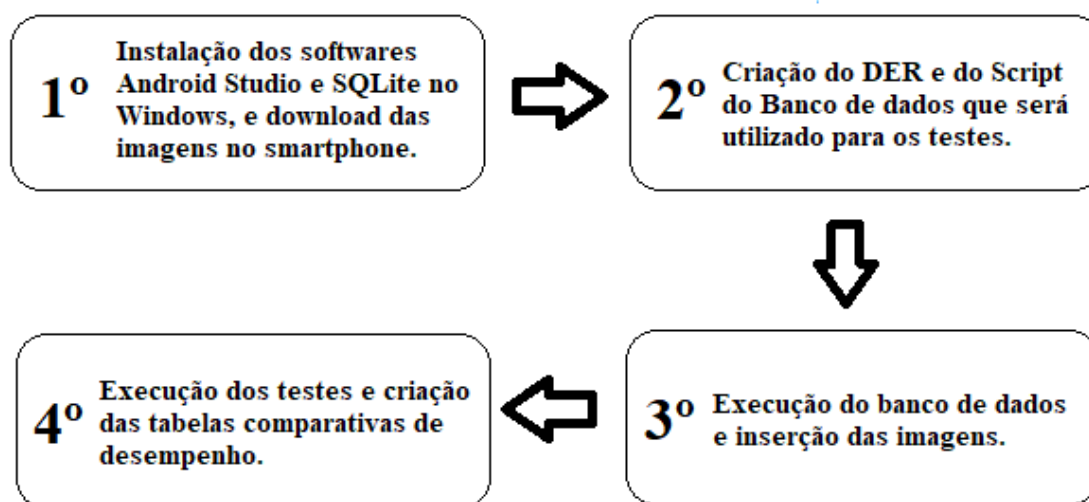 1º
Instalação dos softwares
Android Studio e SQLite no
Windows, e download das
imagens no smartphone.
2º
Criação do DER e do Script
do Banco de dados que será
utilizado para os testes.
3º
Execução do banco de dados
e inserção das imagens.
4º
Execução dos testes e criação
das tabelas comparativas de
desempenho.